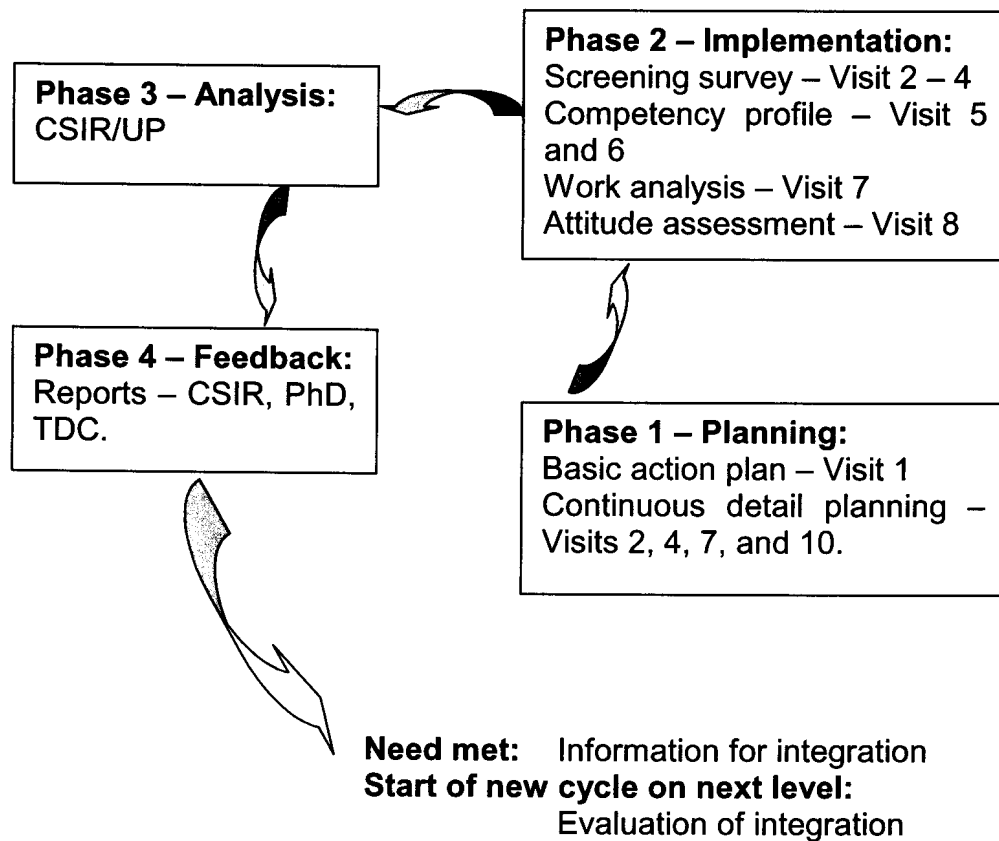 Phase 2 – Implementation:
Screening survey – Visit 2 – 4
Competency profile – Visit 5
and 6
Work analysis – Visit 7
Attitude assessment – Visit 8
Phase 3 – Analysis:
CSIR/UP
Phase 4 – Feedback:
Reports – CSIR, PhD,
TDC.
Phase 1 – Planning:
Basic action plan – Visit 1
Continuous detail planning –
Visits 2, 4, 7, and 10.
Need met: Information for integration
Start of new cycle on next level:
Evaluation of integration